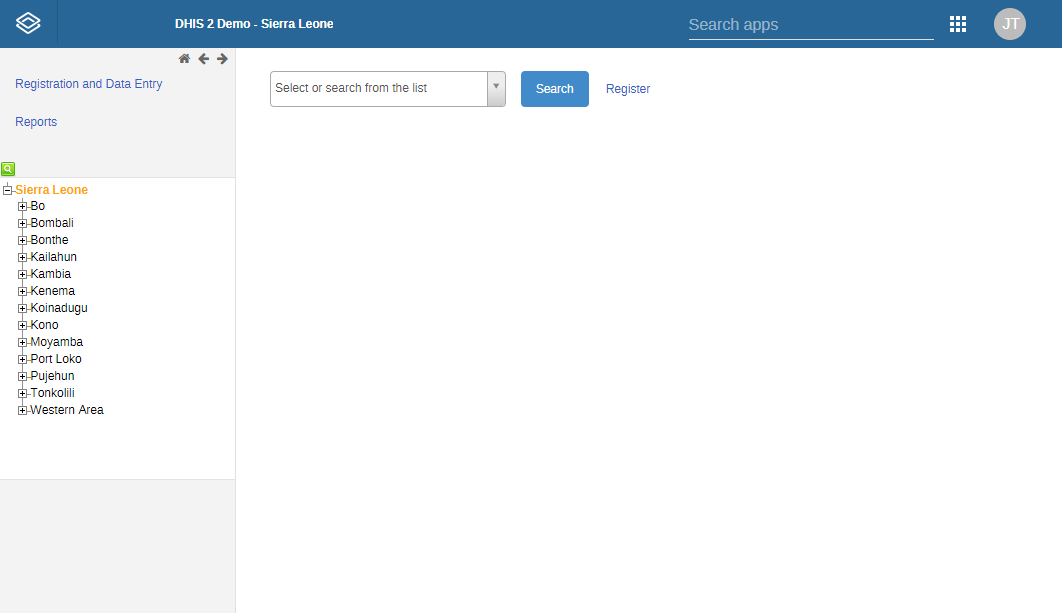 DHIS 2 Demo - Sierra Leone
Search apps
JT
Registration and Data Entry
Reports
Select or search from the list
Search
Register
Sierra Leone
Bo
Bombali
Bonthe
Kailahun
Kambia
Kenema
Koinadugu
Kono
Moyamba
Port Loko
Pujehun
Tonkolili
Western Area